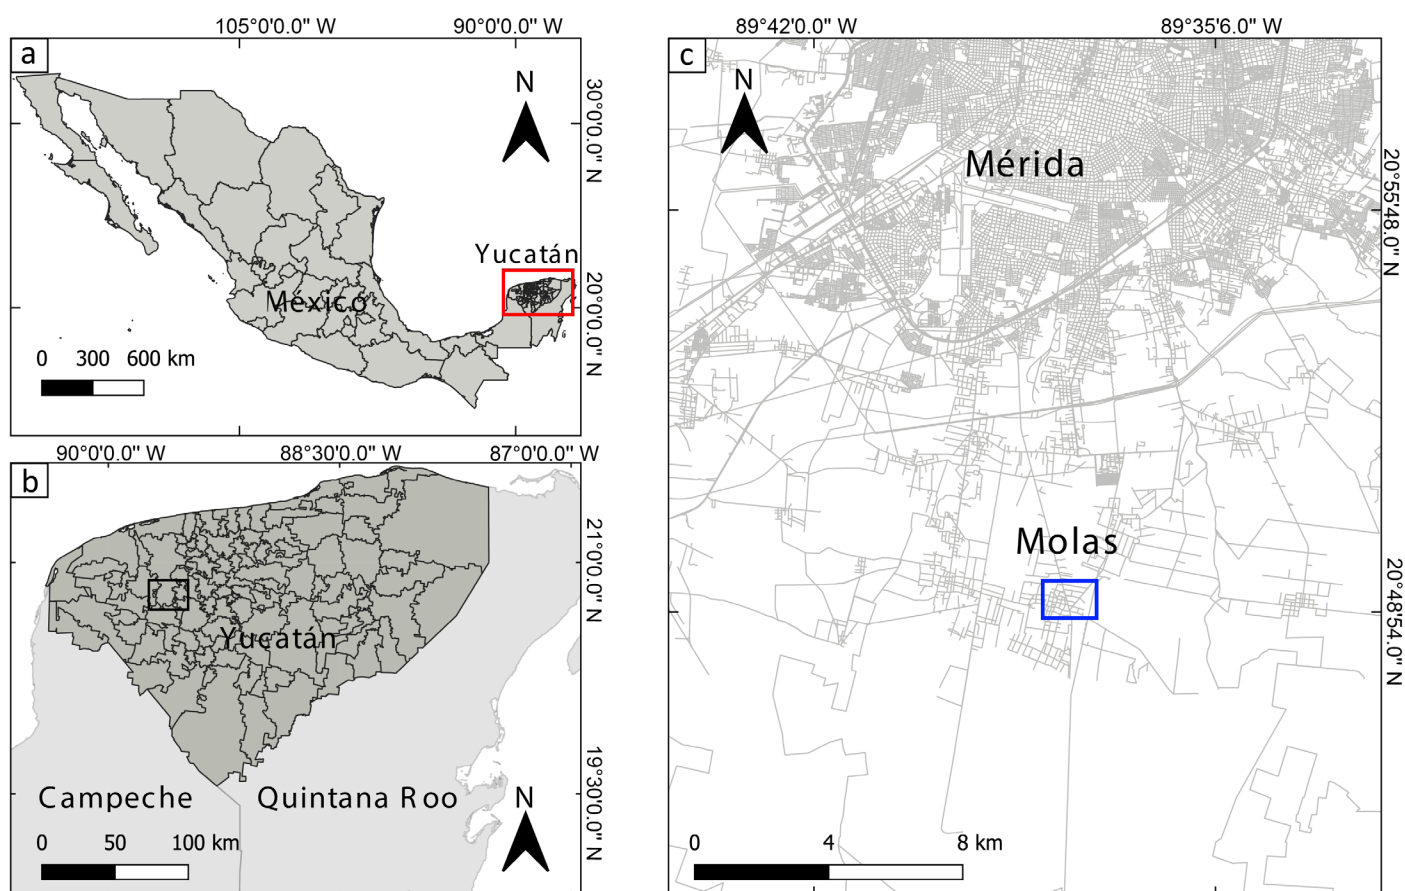 105°0'0.0" W
90°0'0.0" W
a
N
30°0'0.0" N
Yucatán
México
20°0'0.0" N
0 300 600 km
90°0'0.0" W
88°30'0.0" W
87°0'0.0" W
b
21°0'0.0" N
Yucatán
Campeche
Quintana Roo
N
19°30'0.0" N
0 50 100 km
89°42'0.0" W
89°35'6.0" W
c
N
Mérida
20°55'48.0" N
Molas
20°48'54.0" N
0 4 8 km